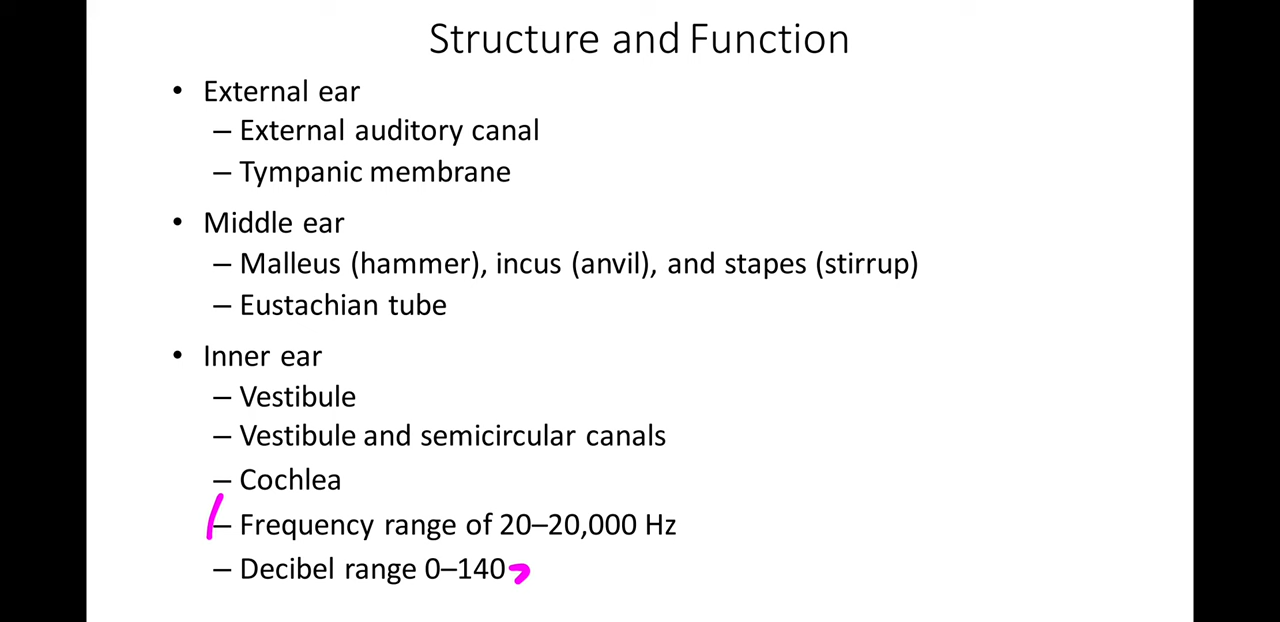 Structure and Function
• External ear
– External auditory canal
– Tympanic membrane
• Middle ear
– Malleus (hammer), incus (anvil), and stapes (stirrup)
– Eustachian tube
• Inner ear
– Vestibule
– Vestibule and semicircular canals
– Cochlea
– Frequency range of 20–20,000 Hz
– Decibel range 0–140